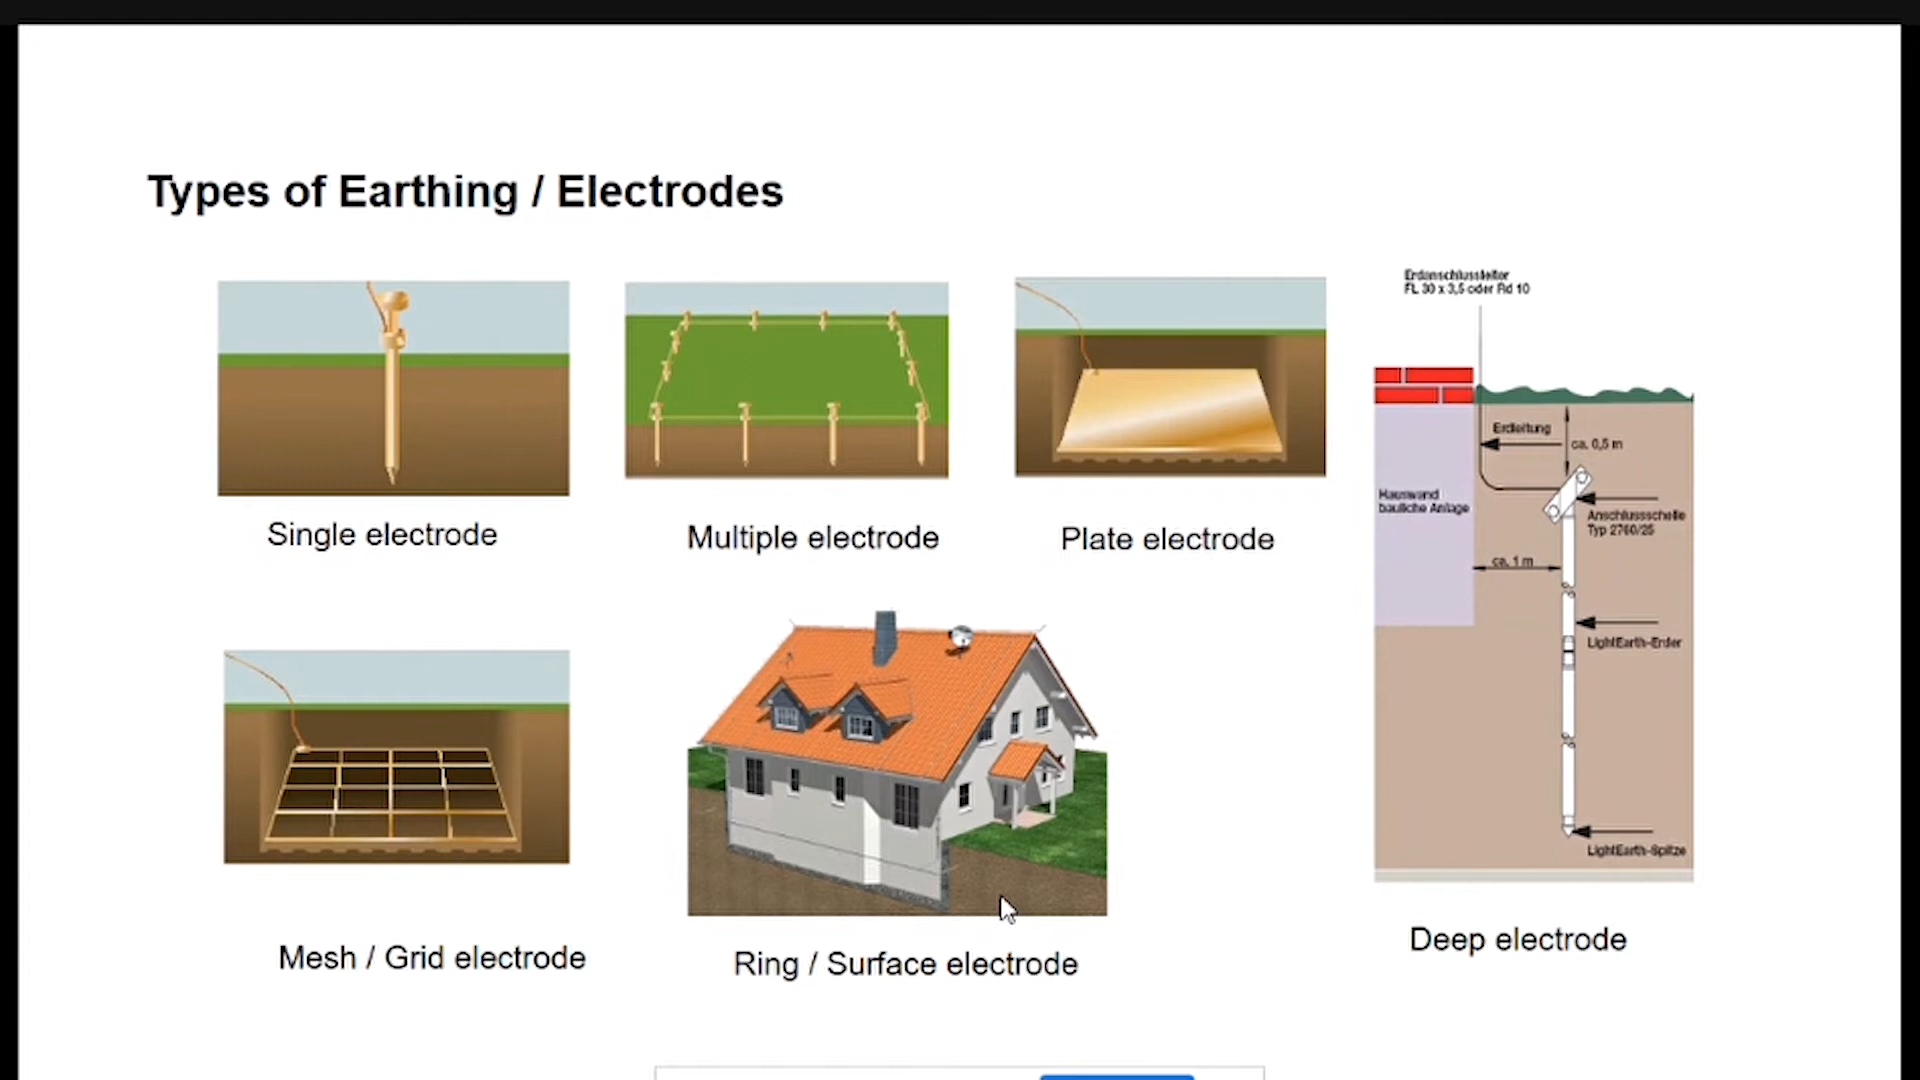 Types of Earthing / Electrodes
Single electrode
Multiple electrode
Plate electrode
Mesh / Grid electrode
Ring / Surface electrode
Erdanschlussleiter
FL 30 x 3,5 oder Rd 10
Erdleitung
ca. 0,5 m
Hauswand
bauliche Anlage
Anschlussschelle
Typ 2760/25
ca. 1 m
LightEarth-Erder
LightEarth-Spitze
Deep electrode